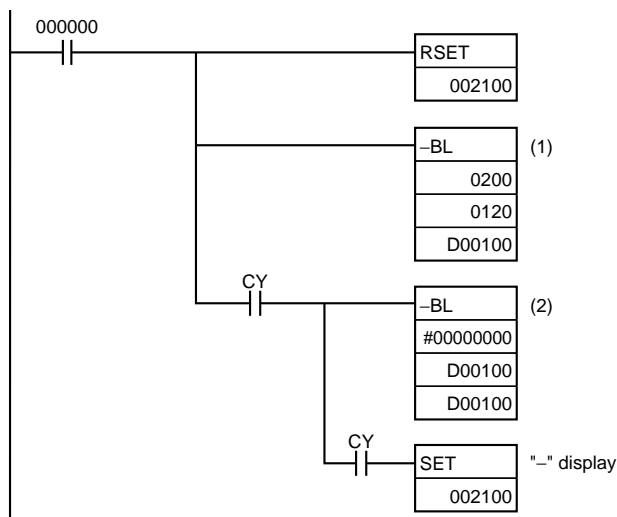 000000
RSET
002100
–BL (1)
0200
0120
D00100
CY
–BL (2)
#00000000
D00100
D00100
CY
SET "–" display
002100